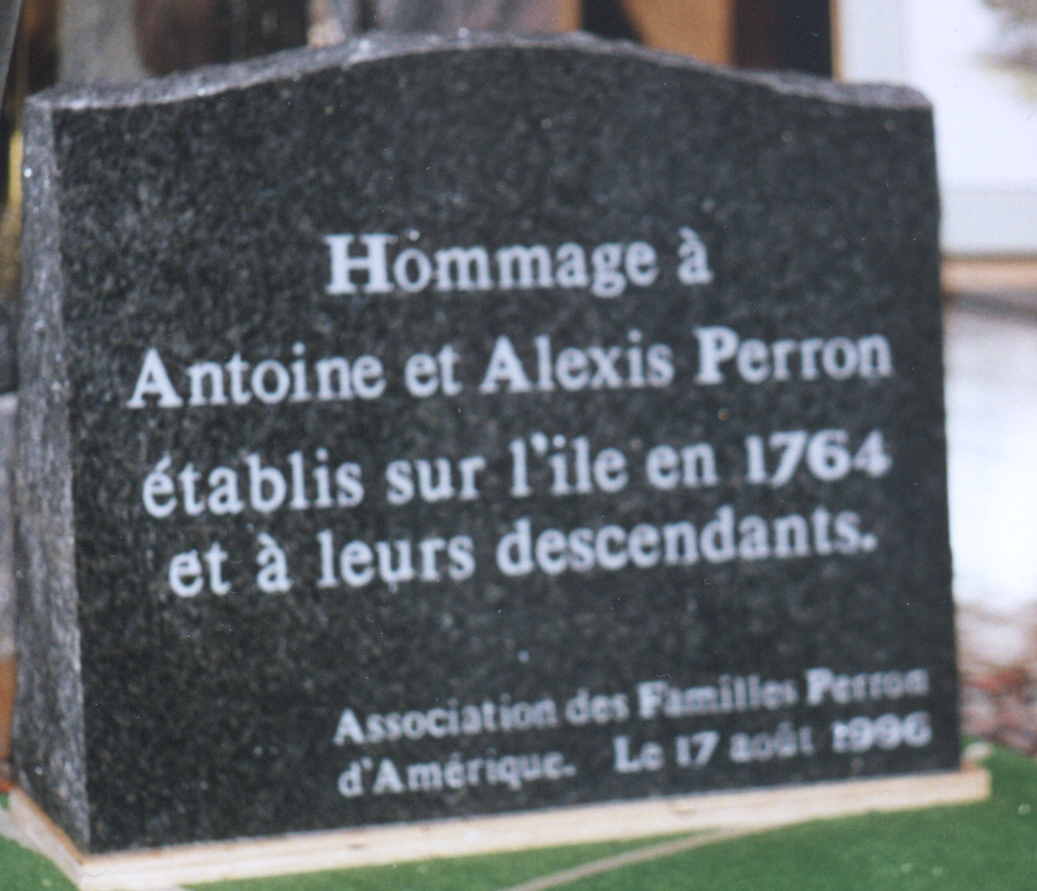 Hommage à
Antoine et Alexis Perron
établis sur l'ile en 1764
et à leurs descendants.
Association des Familles Perron
d'Amérique. Le 17 août 1996